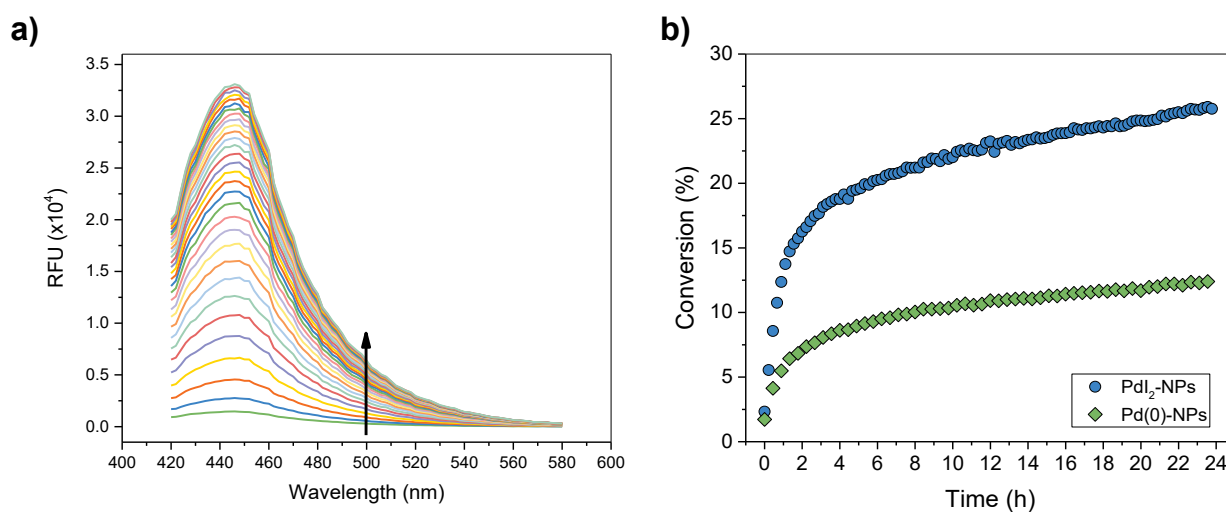 a)
3.5
3.0
2.5
2.0
1.5
1.0
0.5
0.0
RFU (x10⁴)
400 420 440 460 480 500 520 540 560 580 600
Wavelength (nm)
b)
30
25
20
15
10
5
0
Conversion (%)
PdI₂-NPs
Pd(0)-NPs
0 2 4 6 8 10 12 14 16 18 20 22 24
Time (h)